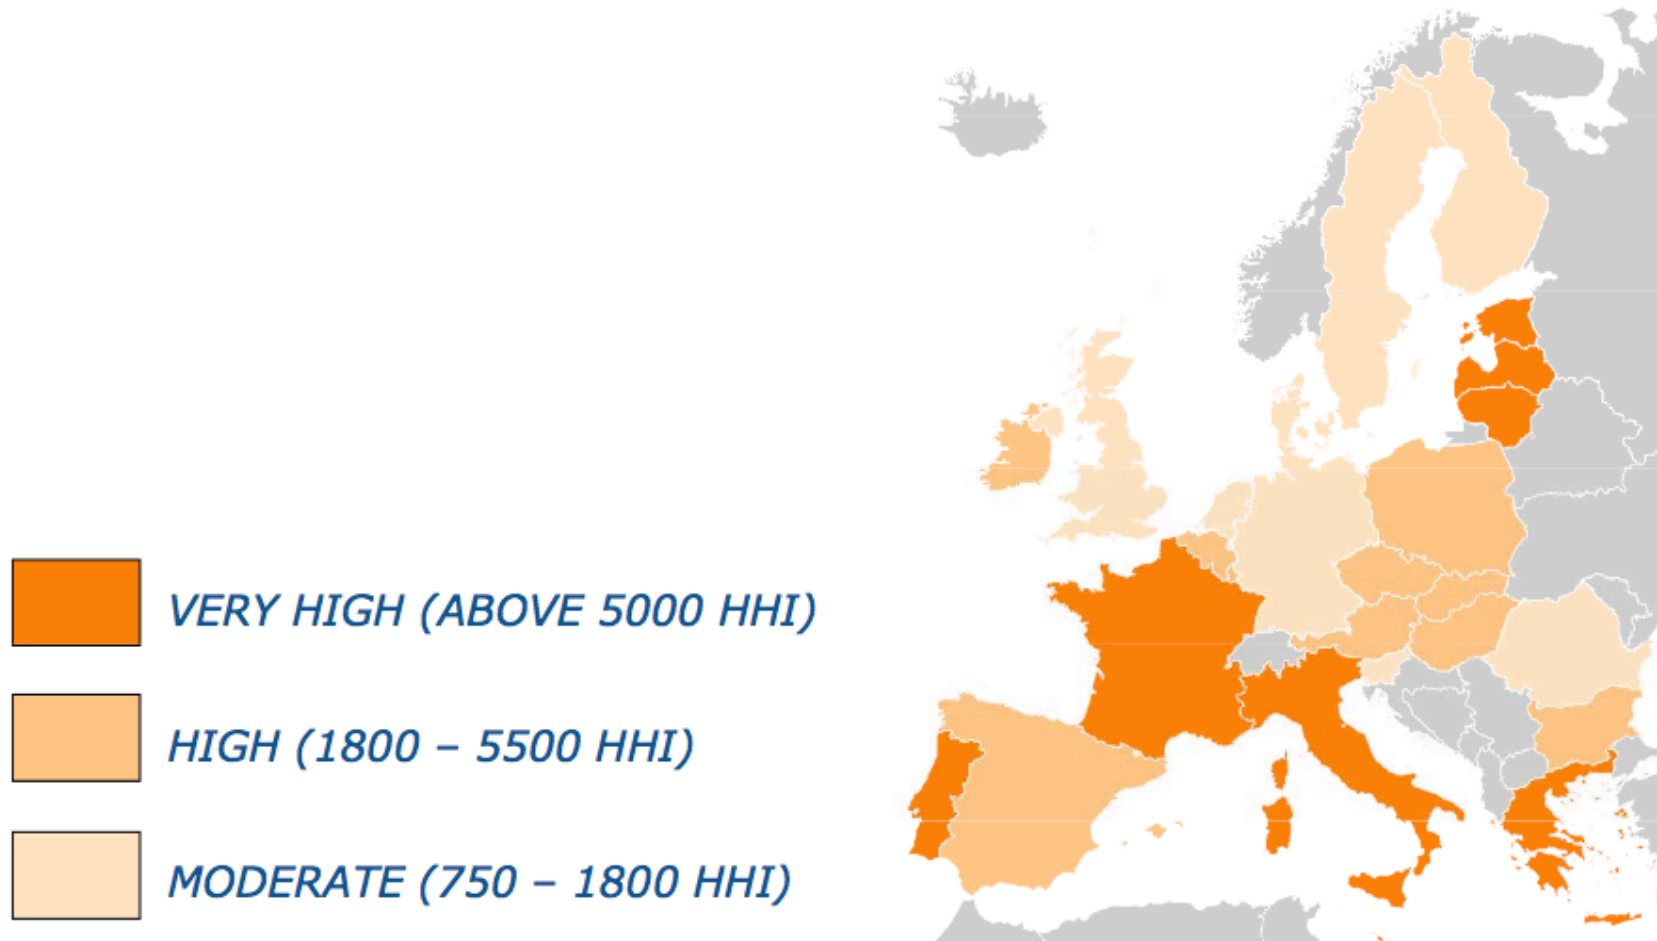 VERY HIGH (ABOVE 5000 HHI)
HIGH (1800 – 5500 HHI)
MODERATE (750 – 1800 HHI)